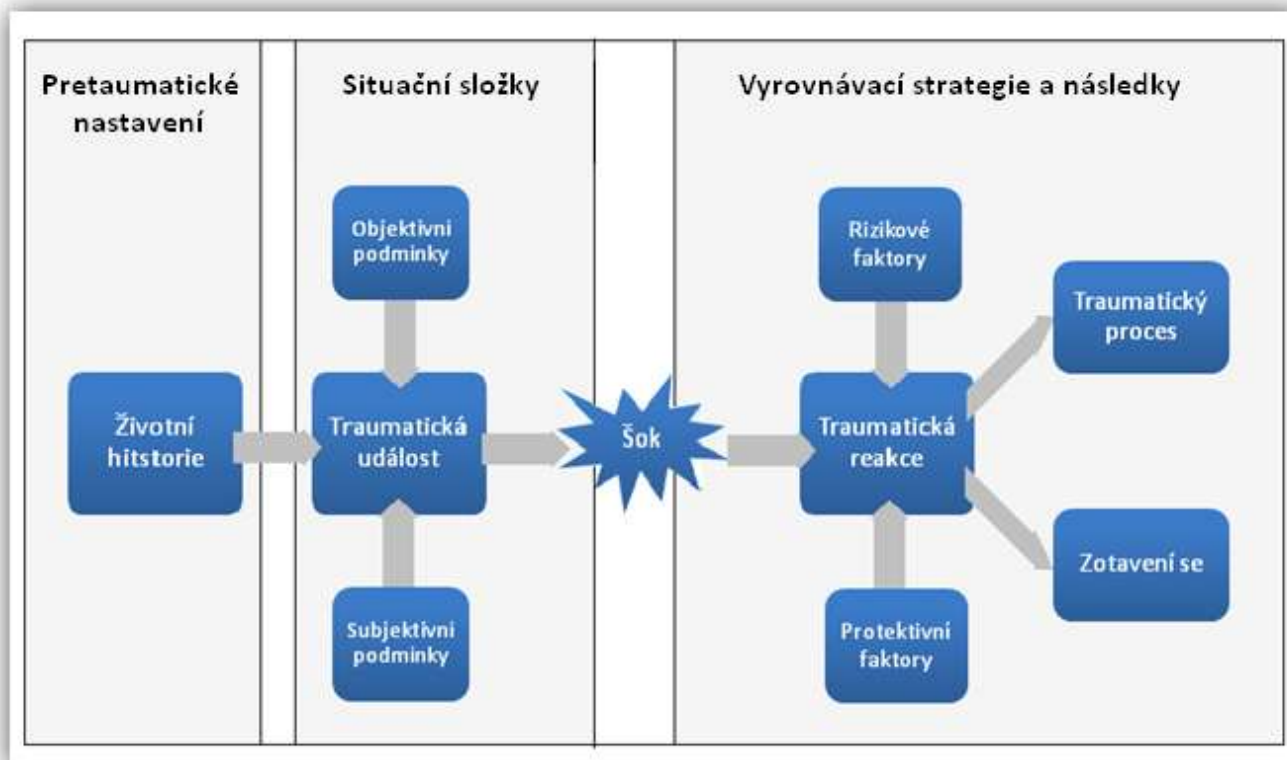 Pretaumatické
nastavení
Situační složky
Vyrovnávací strategie a následky
Objektivní
podmínky
Rizikové
faktory
Traumatický
proces
Životní
hitstorie
Traumatická
událost
Šok
Traumatická
reakce
Zotavení se
Subjektivní
podmínky
Protektivní
faktory